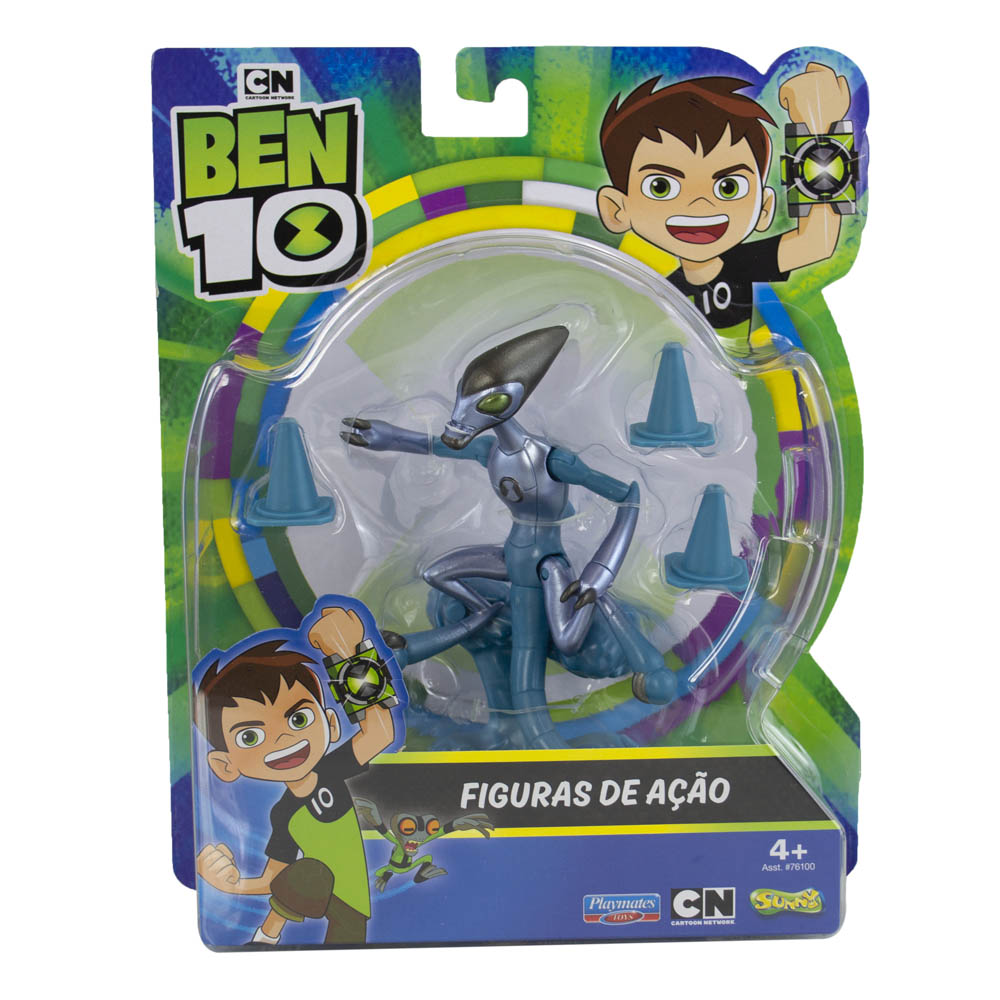 CN
CARTOON NETWORK
BEN
10
10
10
FIGURAS DE AÇÃO
4+
Asst. #76100
Playmates
TOYS
CN
CARTOON NETWORK
SUNNY